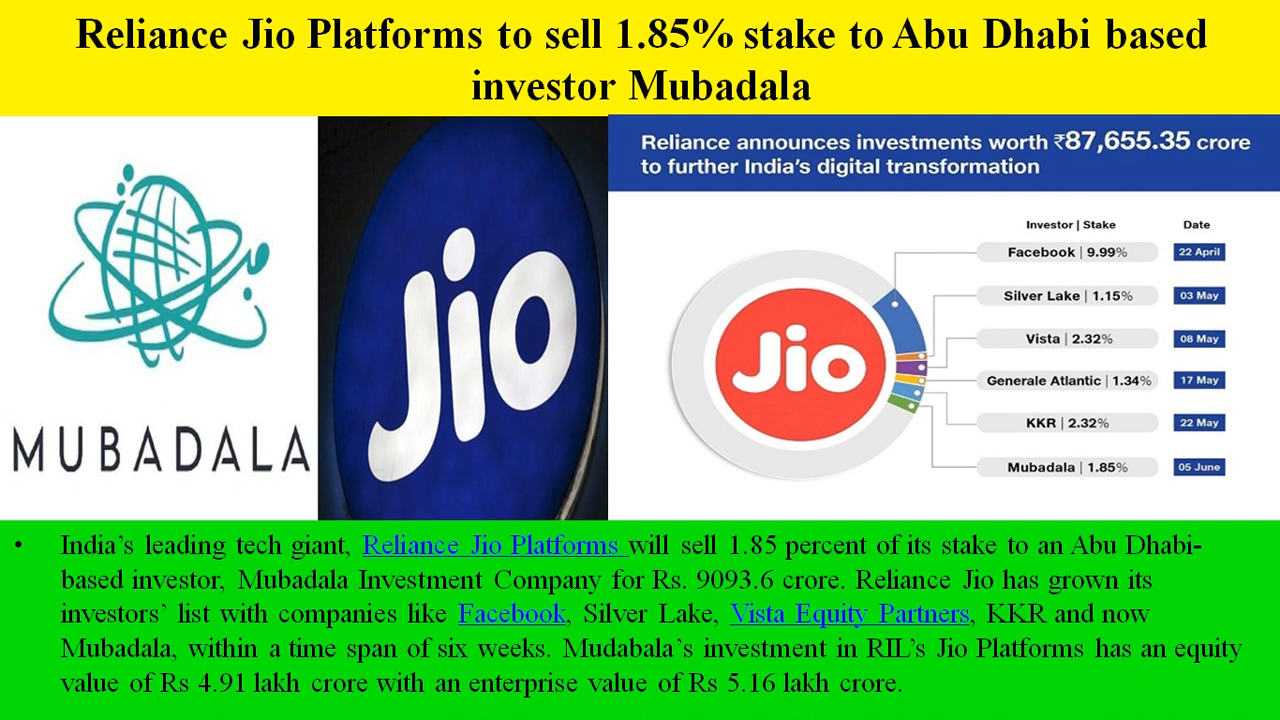 Reliance Jio Platforms to sell 1.85% stake to Abu Dhabi based
investor Mubadala
MUBADALA
Jio
Reliance announces investments worth ₹87,655.35 crore
to further India's digital transformation
Investor | Stake Date
Facebook | 9.99% 22 April
Silver Lake | 1.15% 03 May
Vista | 2.32% 08 May
Generale Atlantic | 1.34% 17 May
KKR | 2.32% 22 May
Mubadala | 1.85% 05 June
Jio
• India's leading tech giant, Reliance Jio Platforms will sell 1.85 percent of its stake to an Abu Dhabi-
based investor, Mubadala Investment Company for Rs. 9093.6 crore. Reliance Jio has grown its
investors' list with companies like Facebook, Silver Lake, Vista Equity Partners, KKR and now
Mubadala, within a time span of six weeks. Mudabala's investment in RIL's Jio Platforms has an equity
value of Rs 4.91 lakh crore with an enterprise value of Rs 5.16 lakh crore.